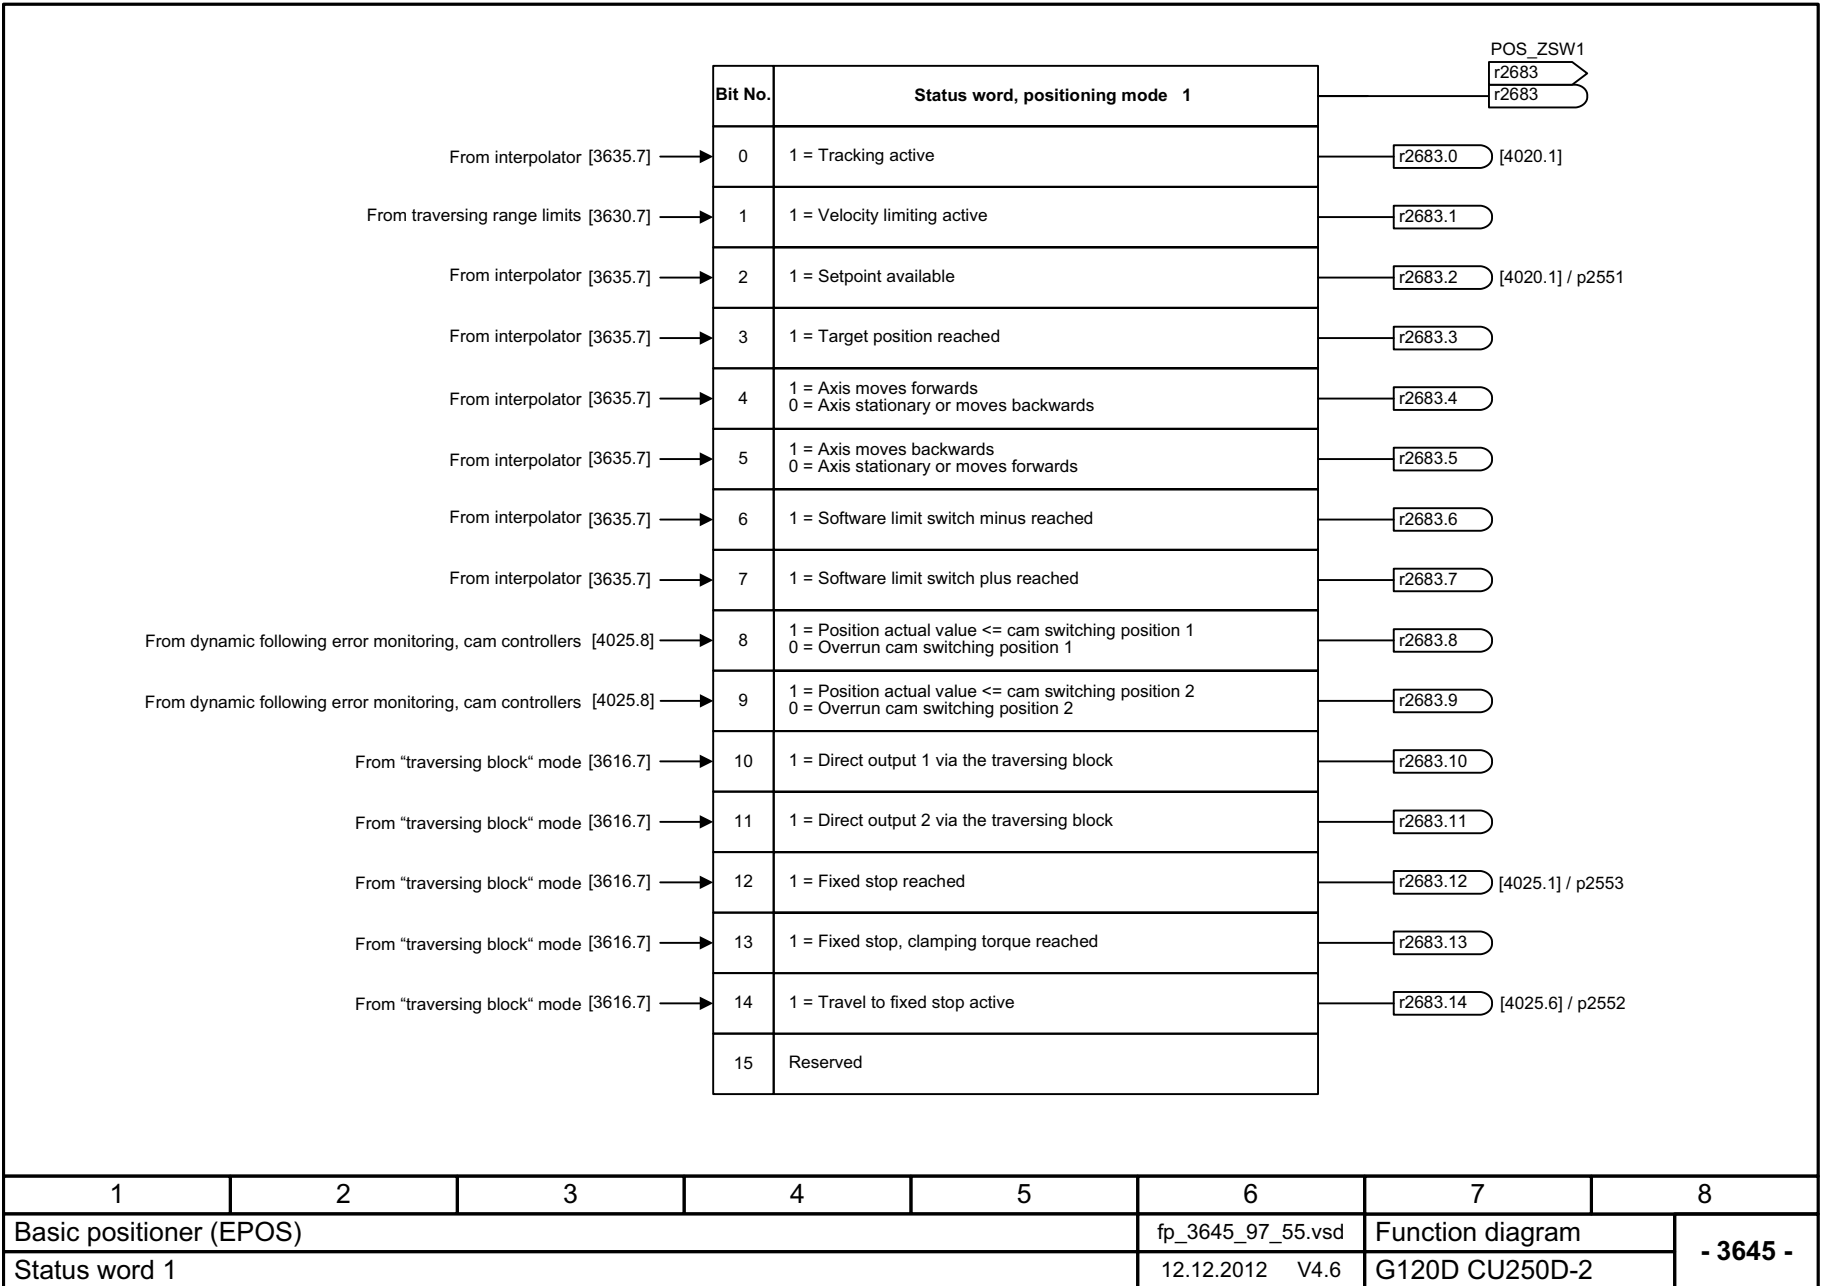 POS_ZSW1
r2683
r2683
Bit No. Status word, positioning mode 1
From interpolator [3635.7] 0 1 = Tracking active r2683.0 [4020.1]
From traversing range limits [3630.7] 1 1 = Velocity limiting active r2683.1
From interpolator [3635.7] 2 1 = Setpoint available r2683.2 [4020.1] / p2551
From interpolator [3635.7] 3 1 = Target position reached r2683.3
From interpolator [3635.7] 4 1 = Axis moves forwards
0 = Axis stationary or moves backwards r2683.4
From interpolator [3635.7] 5 1 = Axis moves backwards
0 = Axis stationary or moves forwards r2683.5
From interpolator [3635.7] 6 1 = Software limit switch minus reached r2683.6
From interpolator [3635.7] 7 1 = Software limit switch plus reached r2683.7
From dynamic following error monitoring, cam controllers [4025.8] 8 1 = Position actual value <= cam switching position 1
0 = Overrun cam switching position 1 r2683.8
From dynamic following error monitoring, cam controllers [4025.8] 9 1 = Position actual value <= cam switching position 2
0 = Overrun cam switching position 2 r2683.9
From “traversing block“ mode [3616.7] 10 1 = Direct output 1 via the traversing block r2683.10
From “traversing block“ mode [3616.7] 11 1 = Direct output 2 via the traversing block r2683.11
From “traversing block“ mode [3616.7] 12 1 = Fixed stop reached r2683.12 [4025.1] / p2553
From “traversing block“ mode [3616.7] 13 1 = Fixed stop, clamping torque reached r2683.13
From “traversing block“ mode [3616.7] 14 1 = Travel to fixed stop active r2683.14 [4025.6] / p2552
15 Reserved
1 2 3 4 5 6 7 8
Basic positioner (EPOS) fp_3645_97_55.vsd Function diagram - 3645 -
Status word 1 12.12.2012 V4.6 G120D CU250D-2